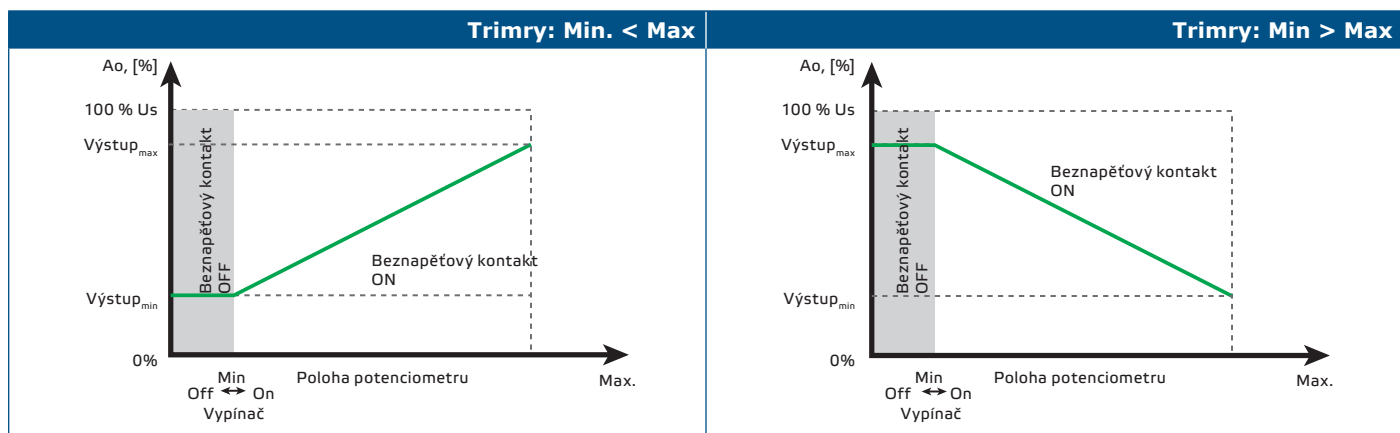 Trimry: Min. < Max
Ao, [%]
100 % Us
Výstupmax
Beznapěťový kontakt
OFF
Beznapěťový kontakt
ON
Výstupmin
0%
Min
Poloha potenciometru
Max.
Off ↔ On
Vypínač
Trimry: Min > Max
Ao, [%]
100 % Us
Výstupmax
Beznapěťový kontakt
OFF
Beznapěťový kontakt
ON
Výstupmin
0%
Min
Poloha potenciometru
Max.
Off ↔ On
Vypínač